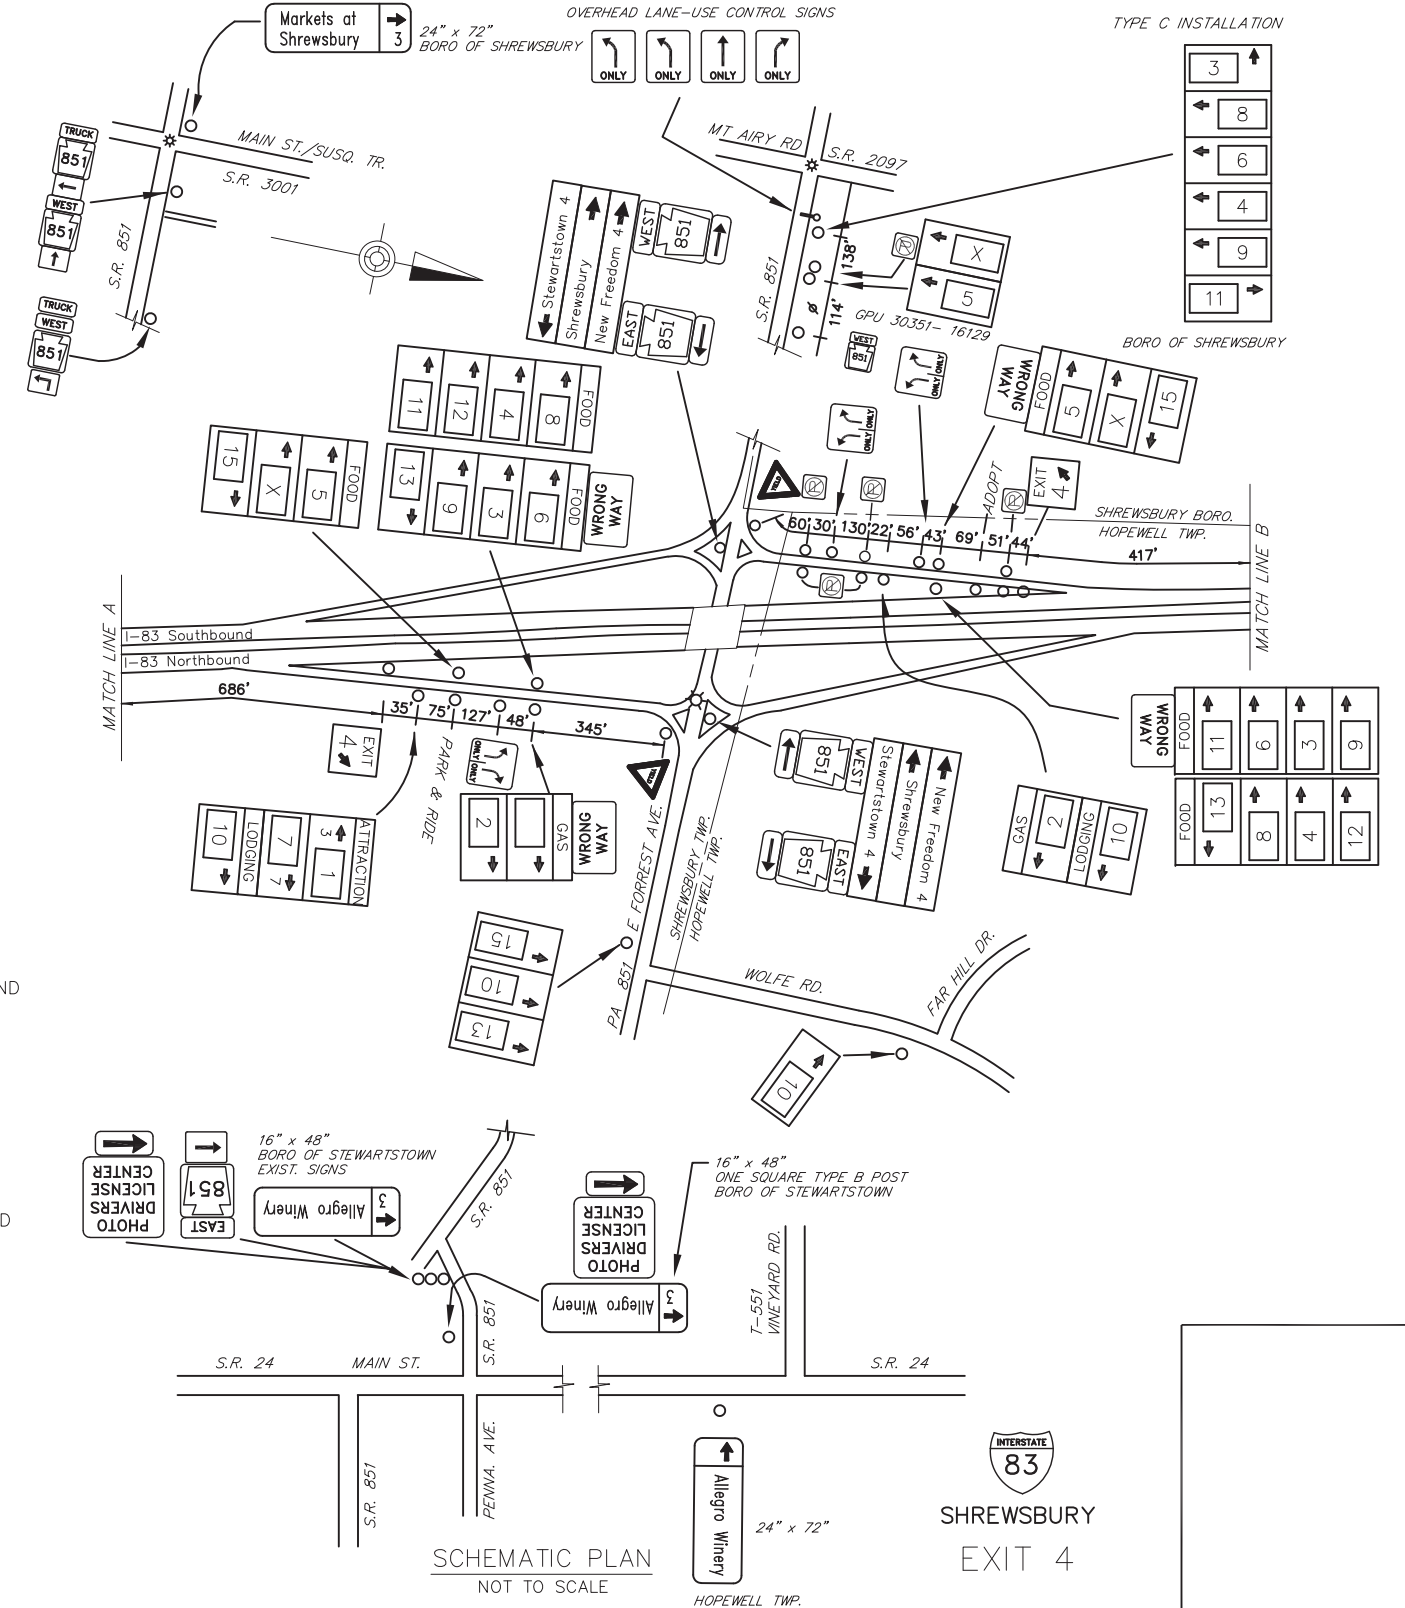 Markets at
Shrewsbury
3
24" x 72"
BORO OF SHREWSBURY
OVERHEAD LANE-USE CONTROL SIGNS
ONLY
ONLY
ONLY
ONLY
TYPE C INSTALLATION
3
8
6
4
9
11
BORO OF SHREWSBURY
TRUCK
851
WEST
851
TRUCK
WEST
851
MAIN ST./SUSQ. TR.
S.R. 3001
S.R. 851
MT AIRY RD
S.R. 2097
S.R. 851
138'
114'
ø
X
5
GPU 30351- 16129
Stewartstown 4
Shrewsbury
New Freedom 4
WEST
851
EAST
851
WEST
851
ONLY
ONLY
ONLY
ONLY
WRONG
WAY
FOOD
5
X
15
11
12
4
8
FOOD
15
X
5
FOOD
13
9
3
6
FOOD
WRONG
WAY
YIELD
ADOPT
EXIT
4
SHREWSBURY BORO.
HOPEWELL TWP.
60'
30'
130'
22'
56'
43'
69'
51'
44'
417'
MATCH LINE B
MATCH LINE A
I-83 Southbound
I-83 Northbound
686'
35'
75'
127'
48'
345'
EXIT
4
PARK & RIDE
ONLY
ONLY
YIELD
10
LODGING
7
7
3
1
ATTRACTION
2
GAS
WRONG
WAY
E FORREST AVE.
SHREWSBURY TWP.
HOPEWELL TWP.
851
WEST
851
EAST
Stewartstown 4
Shrewsbury
New Freedom 4
GAS
2
LODGING
10
WRONG
WAY
FOOD
11
6
3
9
FOOD
13
8
4
12
15
10
13
PA 851
WOLFE RD.
FAR HILL DR.
10
ND
D
PHOTO
DRIVERS
LICENSE
CENTER
EAST
851
16" x 48"
BORO OF STEWARTSTOWN
EXIST. SIGNS
Allegro Winery
3
S.R. 851
PHOTO
DRIVERS
LICENSE
CENTER
Allegro Winery
3
16" x 48"
ONE SQUARE TYPE B POST
BORO OF STEWARTSTOWN
T-551
VINEYARD RD.
S.R. 851
S.R. 24
MAIN ST.
S.R. 24
S.R. 851
PENNA. AVE.
Allegro Winery
24" x 72"
HOPEWELL TWP.
SCHEMATIC PLAN
NOT TO SCALE
INTERSTATE
83
SHREWSBURY
EXIT 4